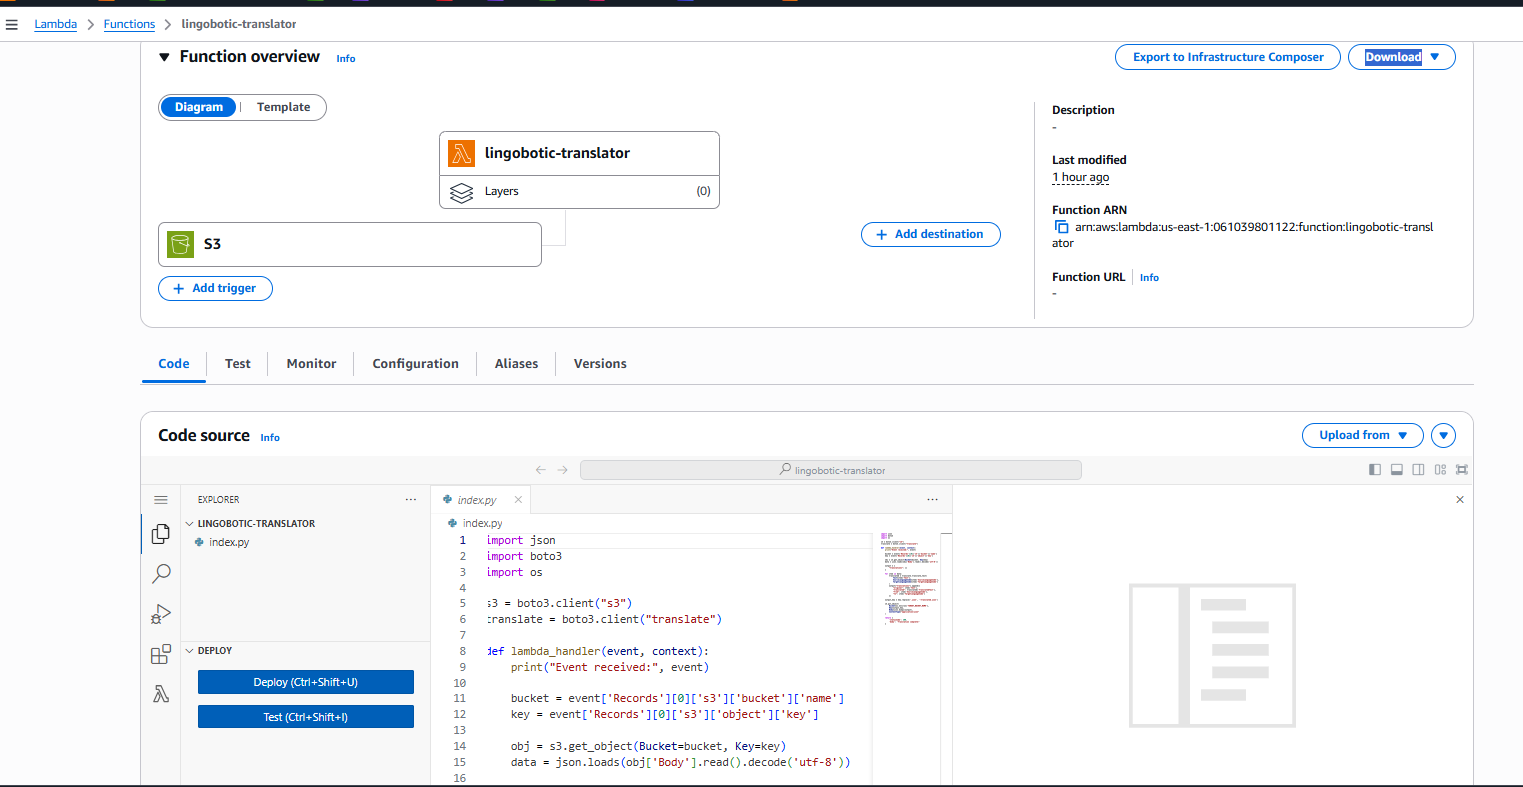 Lambda > Functions > lingobotic-translator
Function overview Info
Export to Infrastructure Composer
Download
Diagram | Template
lingobotic-translator
Layers (0)
S3
+ Add trigger
+ Add destination
Description
-
Last modified
1 hour ago
Function ARN
arn:aws:lambda:us-east-1:061039801122:function:lingobotic-transl
ator
Function URL Info
-
Code Test Monitor Configuration Aliases Versions
Code source Info
Upload from
lingobotic-translator
EXPLORER
LINGOBOTIC-TRANSLATOR
index.py
DEPLOY
Deploy (Ctrl+Shift+U)
Test (Ctrl+Shift+I)
index.py
index.py
1 import json
2 import boto3
3 import os
4
5 s3 = boto3.client("s3")
6 translate = boto3.client("translate")
7
8 def lambda_handler(event, context):
9 print("Event received:", event)
10
11 bucket = event['Records'][0]['s3']['bucket']['name']
12 key = event['Records'][0]['s3']['object']['key']
13
14 obj = s3.get_object(Bucket=bucket, Key=key)
15 data = json.loads(obj['Body'].read().decode('utf-8'))
16